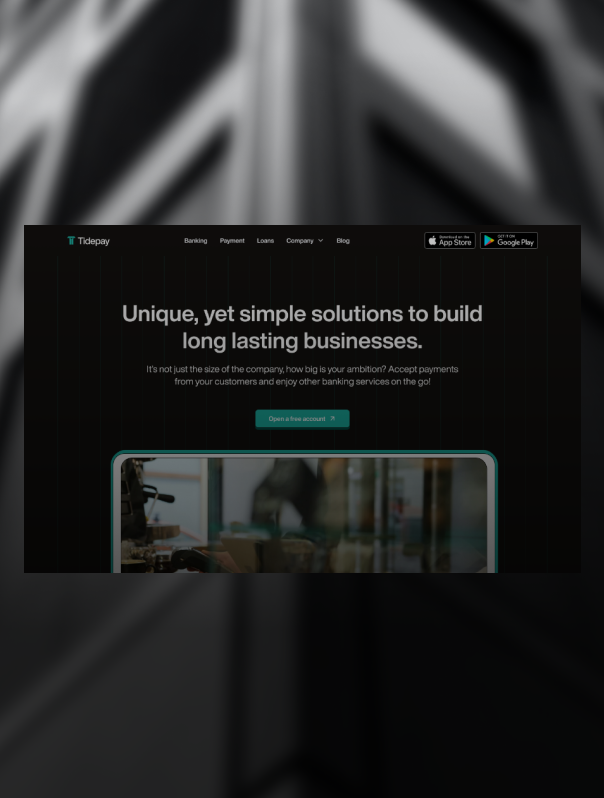 Tidepay
Banking Payment Loans Company Blog
Download on the
App Store
GET IT ON
Google Play
Unique, yet simple solutions to build
long lasting businesses.
It's not just the size of the company, how big is your ambition? Accept payments
from your customers and enjoy other banking services on the go!
Open a free account